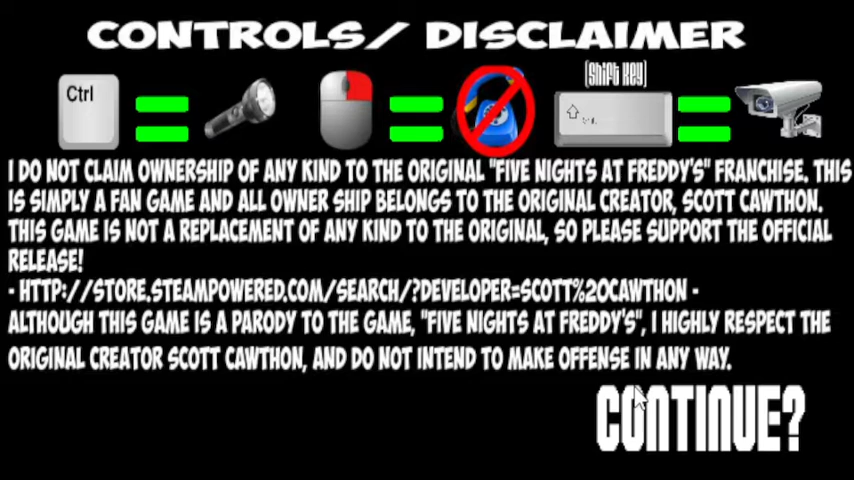 CONTROLS/ DISCLAIMER
(Shift Key)
Ctrl
I DO NOT CLAIM OWNERSHIP OF ANY KIND TO THE ORIGINAL "FIVE NIGHTS AT FREDDY'S" FRANCHISE. THIS
IS SIMPLY A FAN GAME AND ALL OWNER SHIP BELONGS TO THE ORIGINAL CREATOR, SCOTT CAWTHON.
THIS GAME IS NOT A REPLACEMENT OF ANY KIND TO THE ORIGINAL, SO PLEASE SUPPORT THE OFFICIAL
RELEASE!
- HTTP://STORE.STEAMPOWERED.COM/SEARCH/?DEVELOPER=SCOTT%20CAWTHON -
ALTHOUGH THIS GAME IS A PARODY TO THE GAME, "FIVE NIGHTS AT FREDDY'S", I HIGHLY RESPECT THE
ORIGINAL CREATOR SCOTT CAWTHON, AND DO NOT INTEND TO MAKE OFFENSE IN ANY WAY.
CONTINUE?